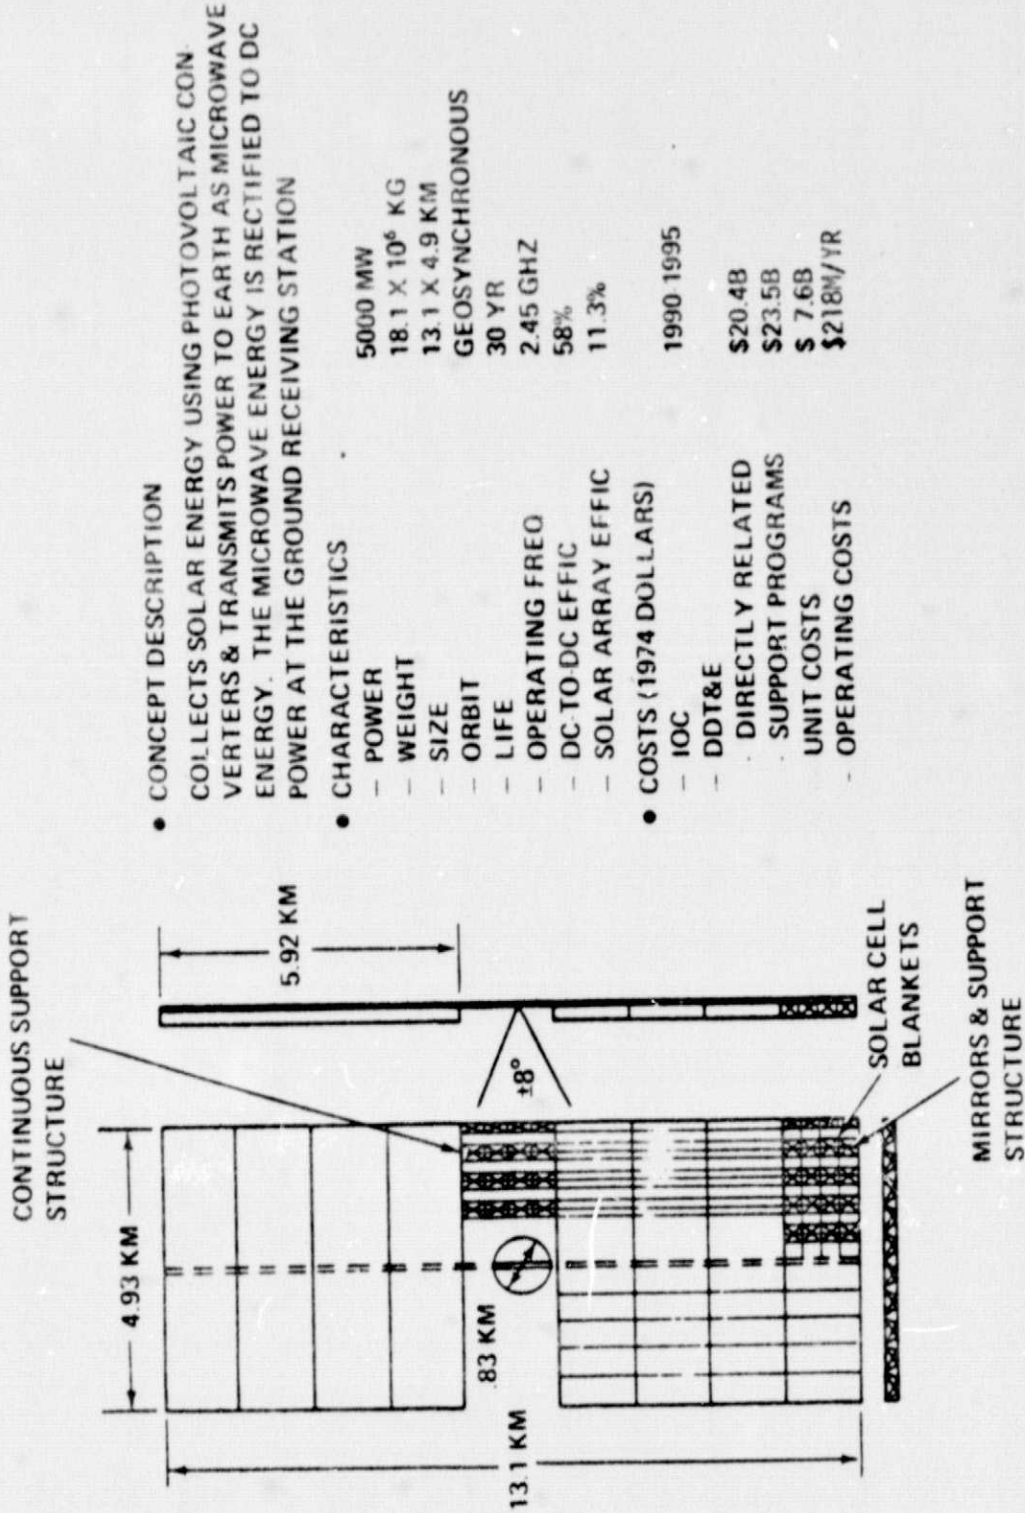 CONTINUOUS SUPPORT
STRUCTURE
4.93 KM
5.92 KM
13.1 KM
.83 KM
±8°
SOLAR CELL
BLANKETS
MIRRORS & SUPPORT
STRUCTURE
• CONCEPT DESCRIPTION
COLLECTS SOLAR ENERGY USING PHOTOVOLTAIC CON-
VERTERS & TRANSMITS POWER TO EARTH AS MICROWAVE
ENERGY. THE MICROWAVE ENERGY IS RECTIFIED TO DC
POWER AT THE GROUND RECEIVING STATION
• CHARACTERISTICS
– POWER 5000 MW
– WEIGHT 18.1 X 10⁶ KG
– SIZE 13.1 X 4.9 KM
– ORBIT GEOSYNCHRONOUS
– LIFE 30 YR
– OPERATING FREQ 2.45 GHZ
– DC-TO-DC EFFIC 58%
– SOLAR ARRAY EFFIC 11.3%
• COSTS (1974 DOLLARS)
– IOC 1990-1995
– DDT&E
. DIRECTLY RELATED $20.4B
. SUPPORT PROGRAMS $23.5B
UNIT COSTS $ 7.6B
– OPERATING COSTS $218M/YR